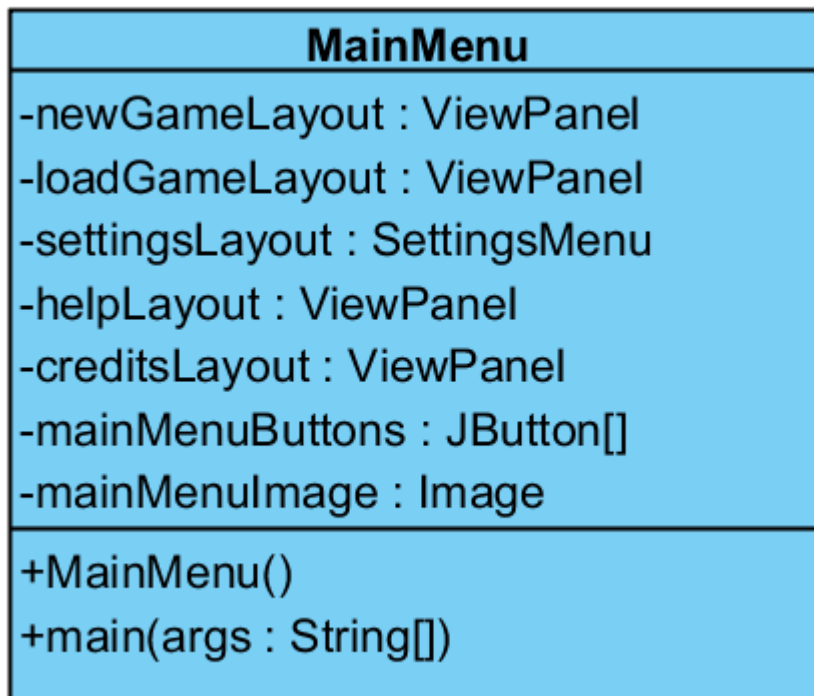 MainMenu
-newGameLayout : ViewPanel
-loadGameLayout : ViewPanel
-settingsLayout : SettingsMenu
-helpLayout : ViewPanel
-creditsLayout : ViewPanel
-mainMenuButtons : JButton[]
-mainMenuImage : Image
+MainMenu()
+main(args : String[])